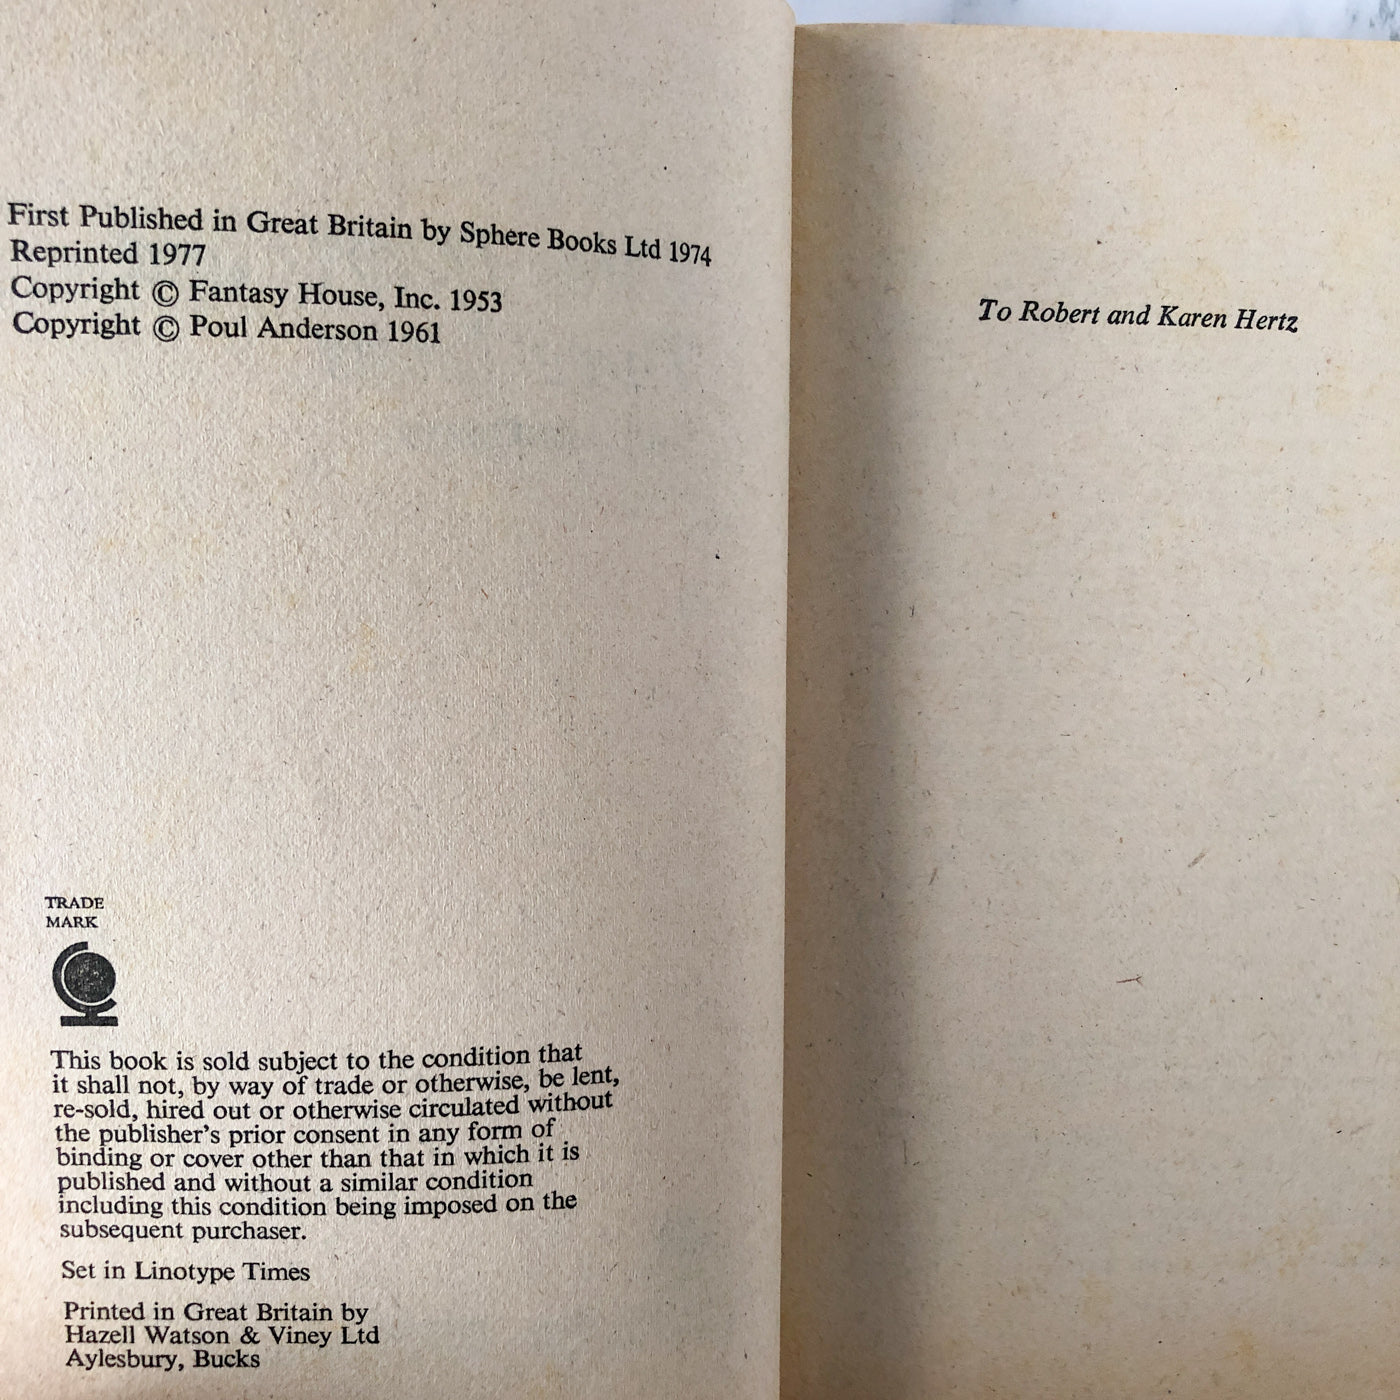 First Published in Great Britain by Sphere Books Ltd 1974
Reprinted 1977
Copyright © Fantasy House, Inc. 1953
Copyright © Poul Anderson 1961
TRADE
MARK
This book is sold subject to the condition that
it shall not, by way of trade or otherwise, be lent,
re-sold, hired out or otherwise circulated without
the publisher's prior consent in any form of
binding or cover other than that in which it is
published and without a similar condition
including this condition being imposed on the
subsequent purchaser.
Set in Linotype Times
Printed in Great Britain by
Hazell Watson & Viney Ltd
Aylesbury, Bucks
To Robert and Karen Hertz